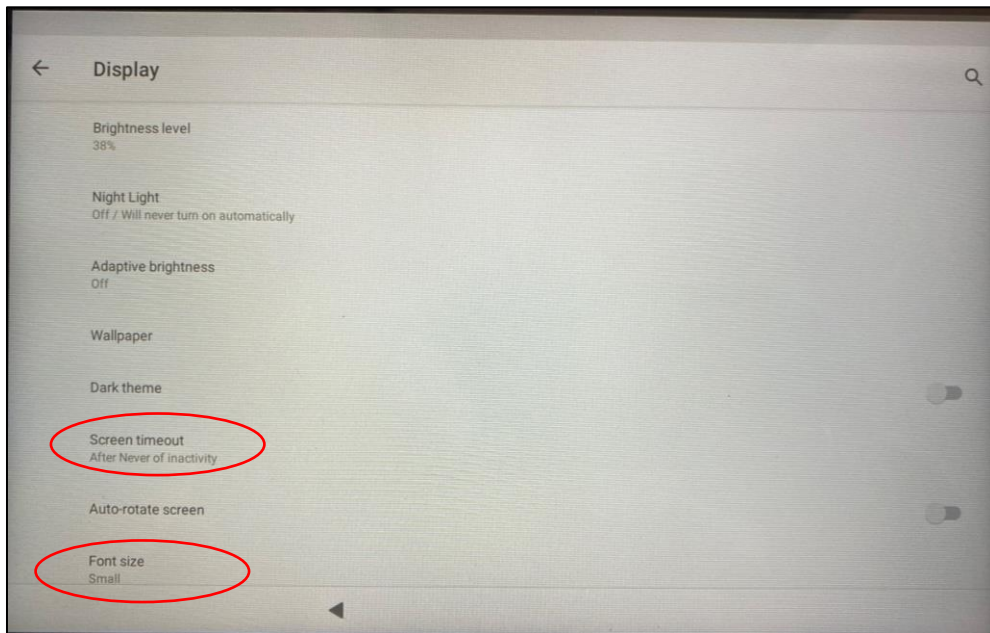 Display
Brightness level
38%
Night Light
Off / Will never turn on automatically
Adaptive brightness
Off
Wallpaper
Dark theme
Screen timeout
After Never of inactivity
Auto-rotate screen
Font size
Small